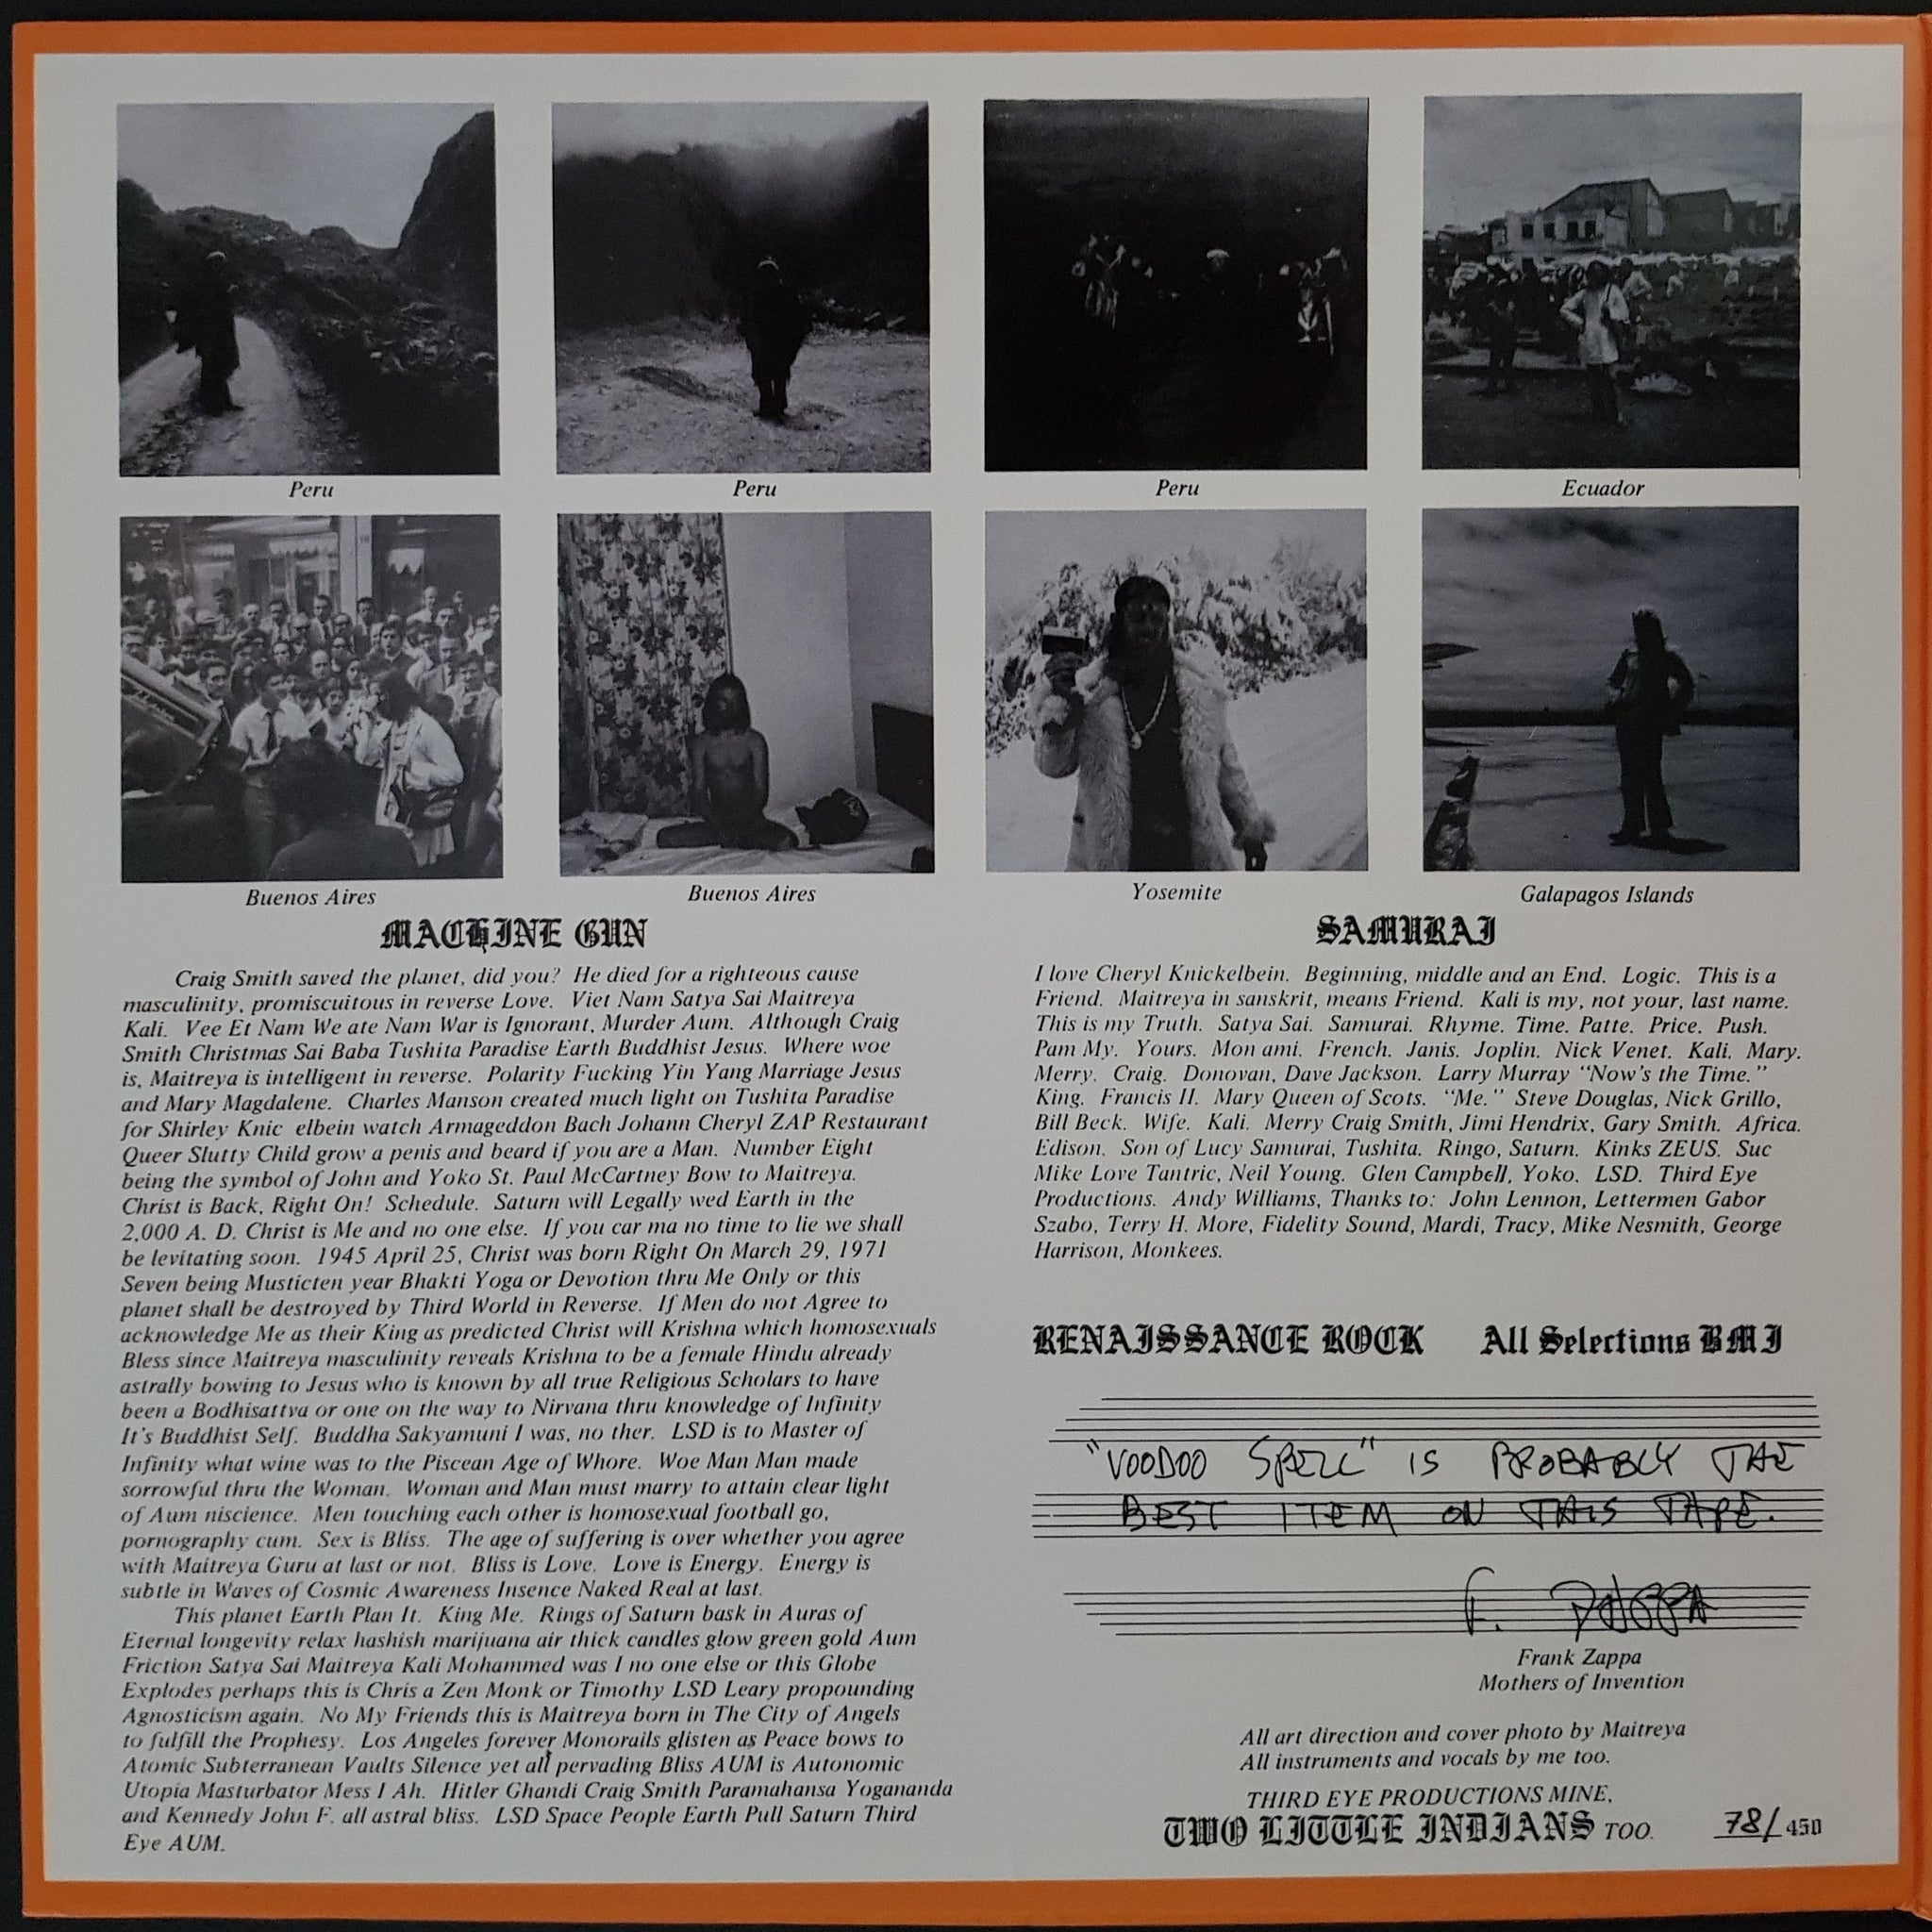 Peru
Peru
Peru
Ecuador
Buenos Aires
Buenos Aires
Yosemite
Galapagos Islands
MACHINE GUN
Craig Smith saved the planet, did you? He died for a righteous cause
masculinity, promiscuitous in reverse Love. Viet Nam Satya Sai Maitreya
Kali. Vee Et Nam We ate Nam War is Ignorant, Murder Aum. Although Craig
Smith Christmas Sai Baba Tushita Paradise Earth Buddhist Jesus. Where woe
is, Maitreya is intelligent in reverse. Polarity Fucking Yin Yang Marriage Jesus
and Mary Magdalene. Charles Manson created much light on Tushita Paradise
for Shirley Knic elbein watch Armageddon Bach Johann Cheryl ZAP Restaurant
Queer Slutty Child grow a penis and beard if you are a Man. Number Eight
being the symbol of John and Yoko St. Paul McCartney Bow to Maitreya.
Christ is Back, Right On! Schedule. Saturn will Legally wed Earth in the
2,000 A. D. Christ is Me and no one else. If you car ma no time to lie we shall
be levitating soon. 1945 April 25, Christ was born Right On March 29, 1971
Seven being Musticten year Bhakti Yoga or Devotion thru Me Only or this
planet shall be destroyed by Third World in Reverse. If Men do not Agree to
acknowledge Me as their King as predicted Christ will Krishna which homosexuals
Bless since Maitreya masculinity reveals Krishna to be a female Hindu already
astrally bowing to Jesus who is known by all true Religious Scholars to have
been a Bodhisattva or one on the way to Nirvana thru knowledge of Infinity
It's Buddhist Self. Buddha Sakyamuni I was, no ther. LSD is to Master of
Infinity what wine was to the Piscean Age of Whore. Woe Man Man made
sorrowful thru the Woman. Woman and Man must marry to attain clear light
of Aum niscience. Men touching each other is homosexual football go,
pornography cum. Sex is Bliss. The age of suffering is over whether you agree
with Maitreya Guru at last or not. Bliss is Love. Love is Energy. Energy is
subtle in Waves of Cosmic Awareness Insence Naked Real at last.
This planet Earth Plan It. King Me. Rings of Saturn bask in Auras of
Eternal longevity relax hashish marijuana air thick candles glow green gold Aum
Friction Satya Sai Maitreya Kali Mohammed was I no one else or this Globe
Explodes perhaps this is Chris a Zen Monk or Timothy LSD Leary propounding
Agnosticism again. No My Friends this is Maitreya born in The City of Angels
to fulfill the Prophesy. Los Angeles forever Monorails glisten as Peace bows to
Atomic Subterranean Vaults Silence yet all pervading Bliss AUM is Autonomic
Utopia Masturbator Mess I Ah. Hitler Ghandi Craig Smith Paramahansa Yogananda
and Kennedy John F. all astral bliss. LSD Space People Earth Pull Saturn Third
Eye AUM.
SAMURAI
I love Cheryl Knickelbein. Beginning, middle and an End. Logic. This is a
Friend. Maitreya in sanskrit, means Friend. Kali is my, not your, last name.
This is my Truth. Satya Sai. Samurai. Rhyme. Time. Patte. Price. Push.
Pam My. Yours. Mon ami. French. Janis. Joplin. Nick Venet. Kali. Mary.
Merry. Craig. Donovan, Dave Jackson. Larry Murray "Now's the Time."
King. Francis II. Mary Queen of Scots. "Me." Steve Douglas, Nick Grillo,
Bill Beck. Wife. Kali. Merry Craig Smith, Jimi Hendrix, Gary Smith. Africa.
Edison. Son of Lucy Samurai, Tushita. Ringo, Saturn. Kinks ZEUS. Suc
Mike Love Tantric, Neil Young. Glen Campbell, Yoko. LSD. Third Eye
Productions. Andy Williams, Thanks to: John Lennon, Lettermen Gabor
Szabo, Terry H. More, Fidelity Sound, Mardi, Tracy, Mike Nesmith, George
Harrison, Monkees.
RENAISSANCE ROCK All Selections BMI
"VOODOO SPELL" IS PROBABLY THE
BEST ITEM ON THIS TAPE.
F. ZAPPA
Frank Zappa
Mothers of Invention
All art direction and cover photo by Maitreya
All instruments and vocals by me too.
THIRD EYE PRODUCTIONS MINE,
TWO LITTLE INDIANS TOO.
78/450